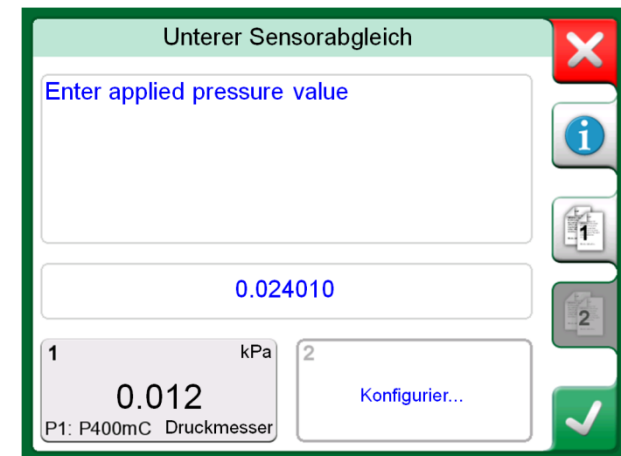 Unterer Sensorabgleich
Enter applied pressure value
i
1
0.024010
2
1 kPa
2
0.012
Konfigurier...
P1: P400mC Druckmesser